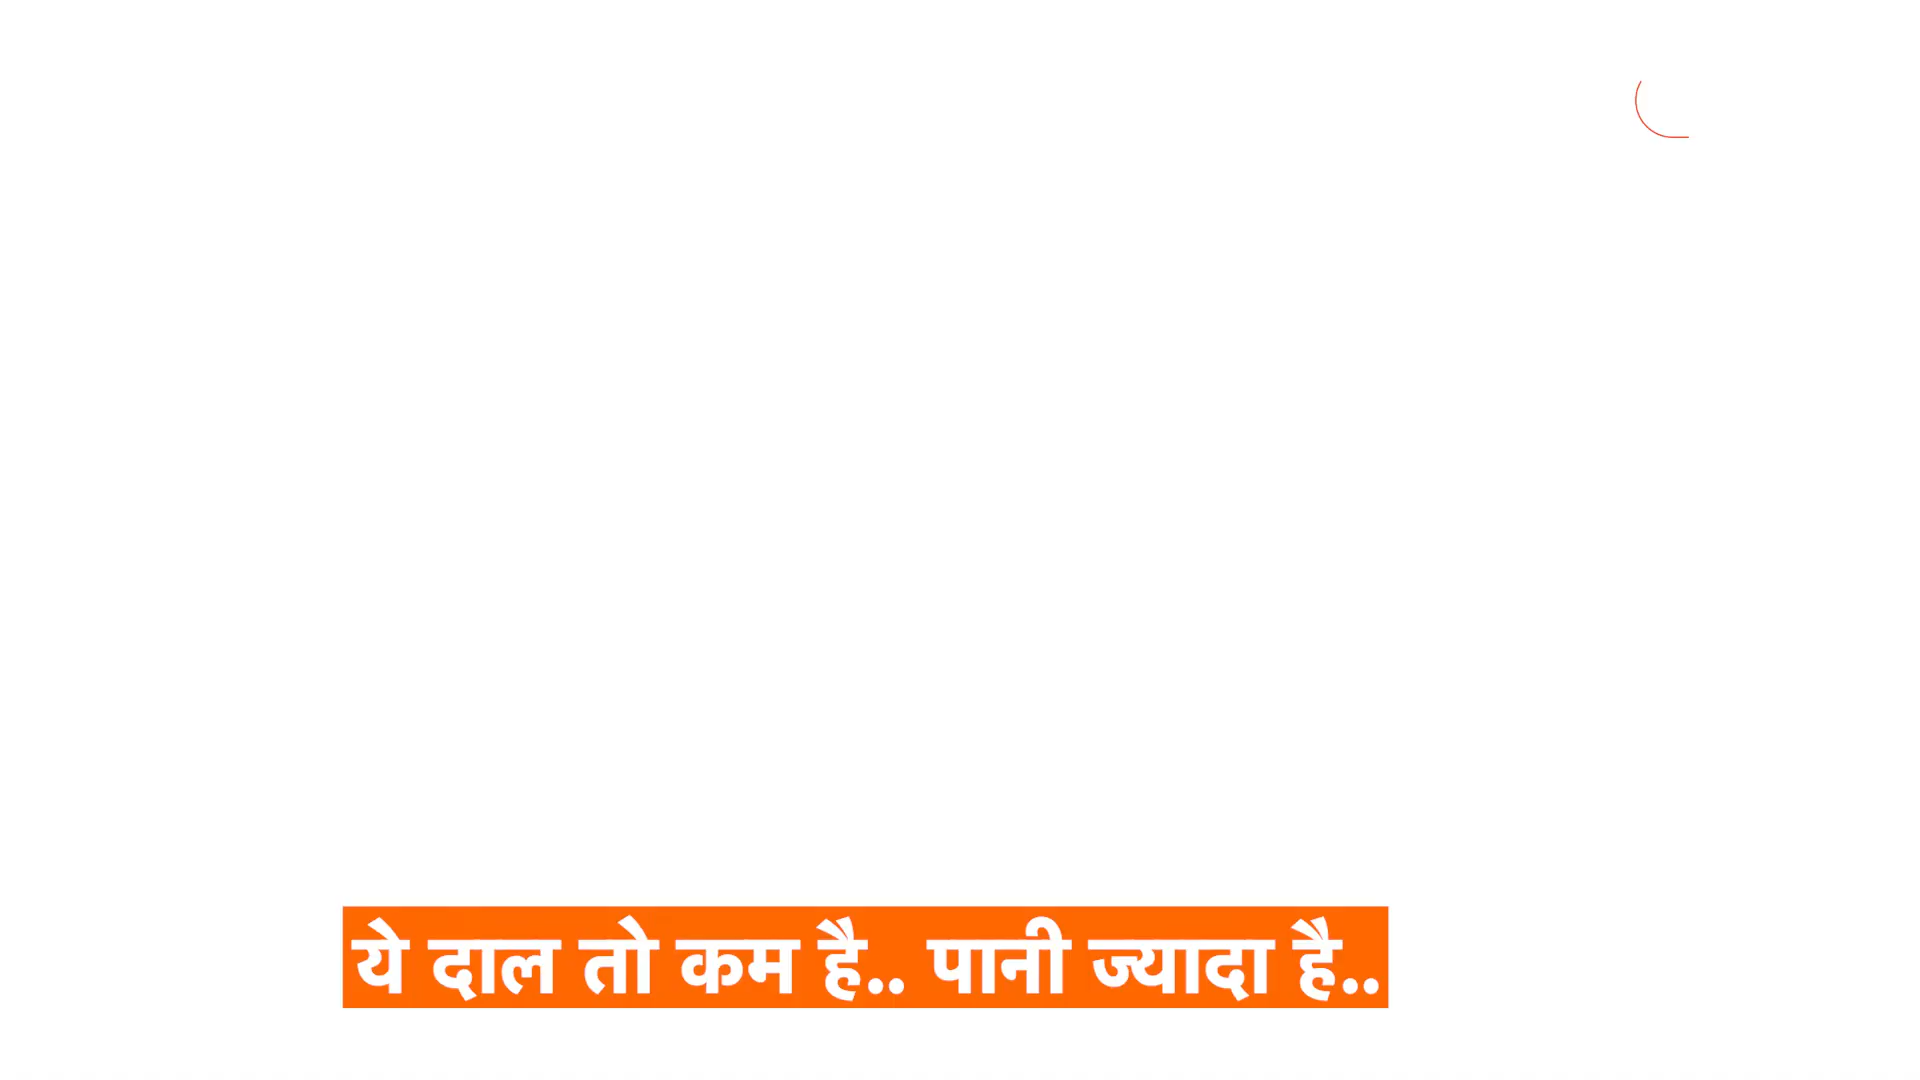 ये दाल तो कम है.. पानी ज्यादा है..